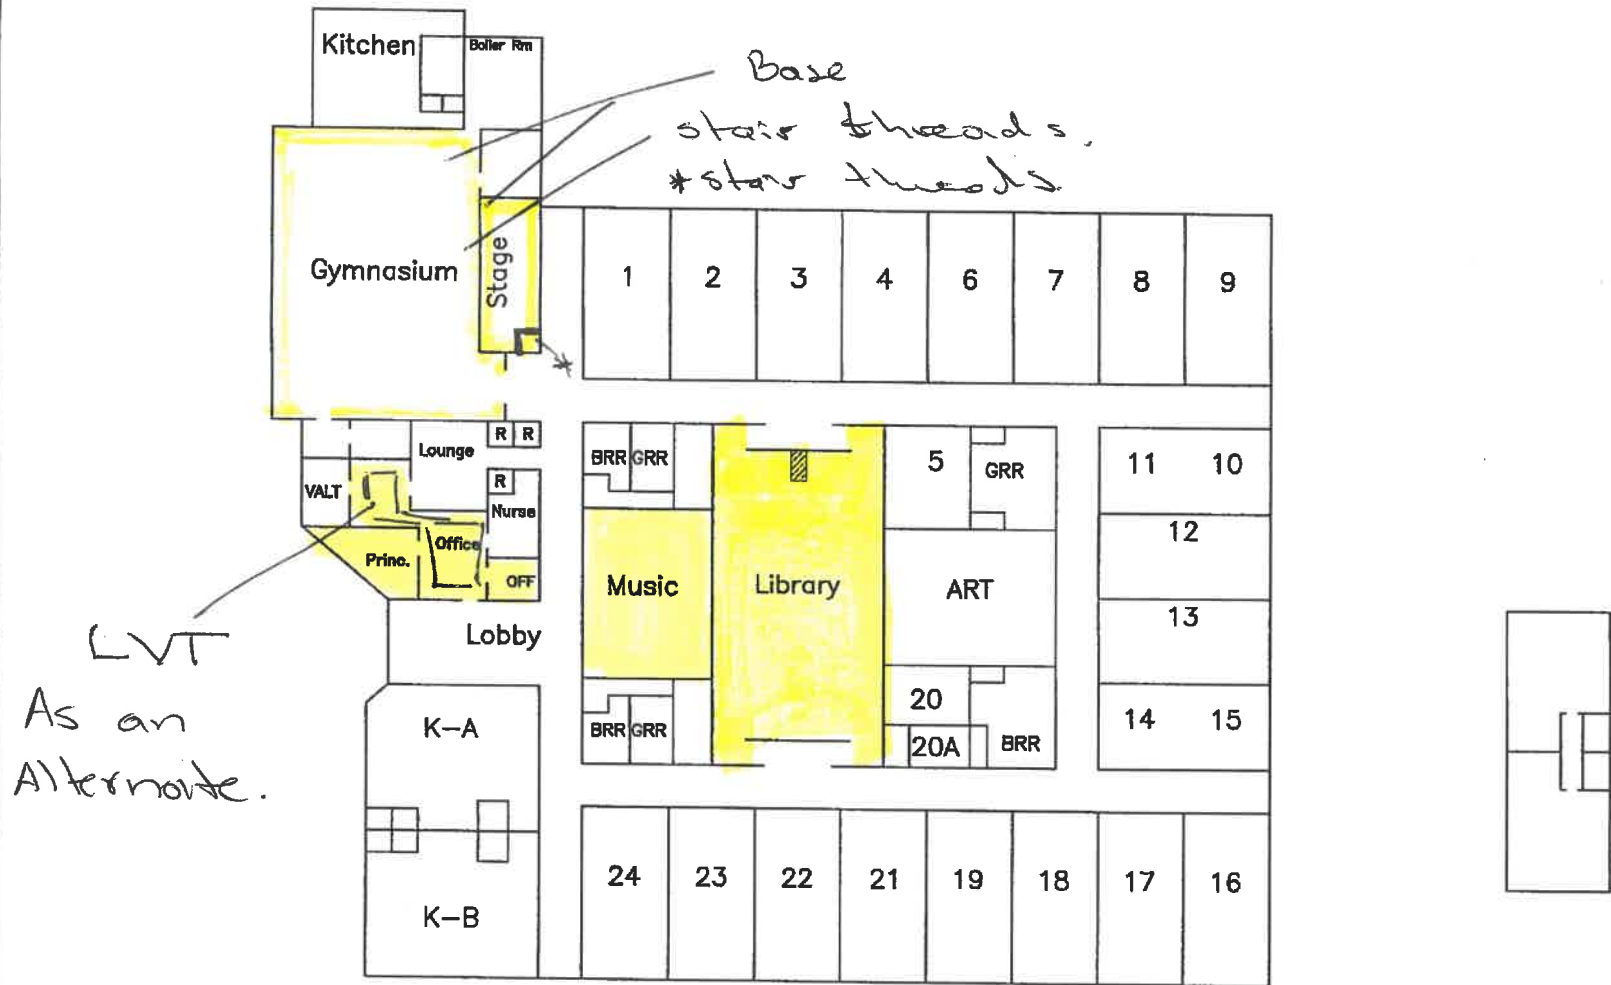 Kitchen
Boiler Rm
Base
stair threads.
*stair threads
Gymnasium
Stage
1 2 3 4 6 7 8 9
*
Lounge
R R
VALT
R
Nurse
BRR GRR
5
GRR
11 10
12
Princ.
Office
OFF
Music
Library
ART
13
LVT
As an
Alternate.
Lobby
K-A
BRR GRR
20
20A
BRR
14 15
K-B
24 23 22 21 19 18 17 16